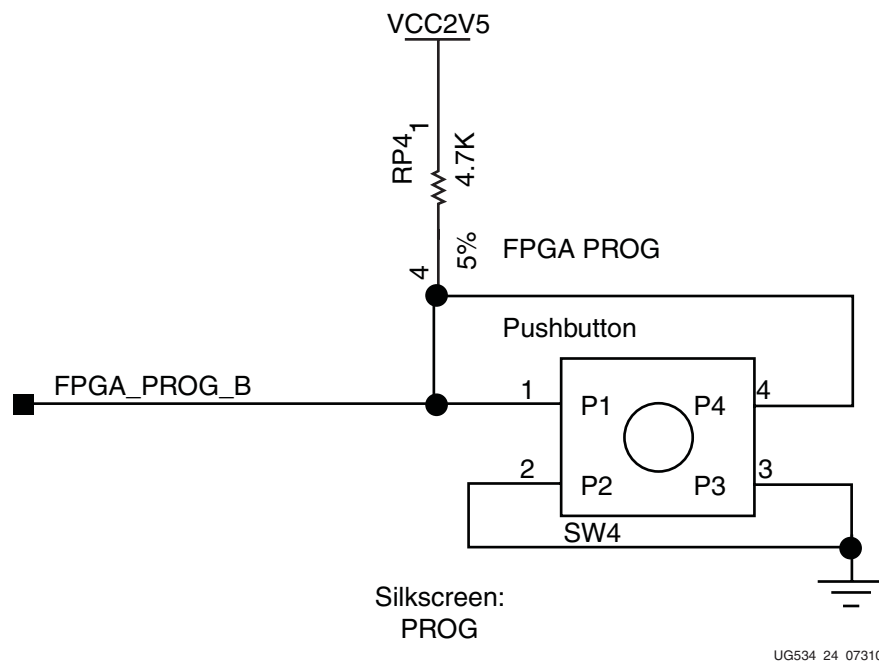 VCC2V5
RP4
1
4.7K
5%
4
FPGA PROG
Pushbutton
FPGA_PROG_B
1
P1
P4
4
2
P2
P3
3
SW4
Silkscreen:
PROG
UG534_24_07310